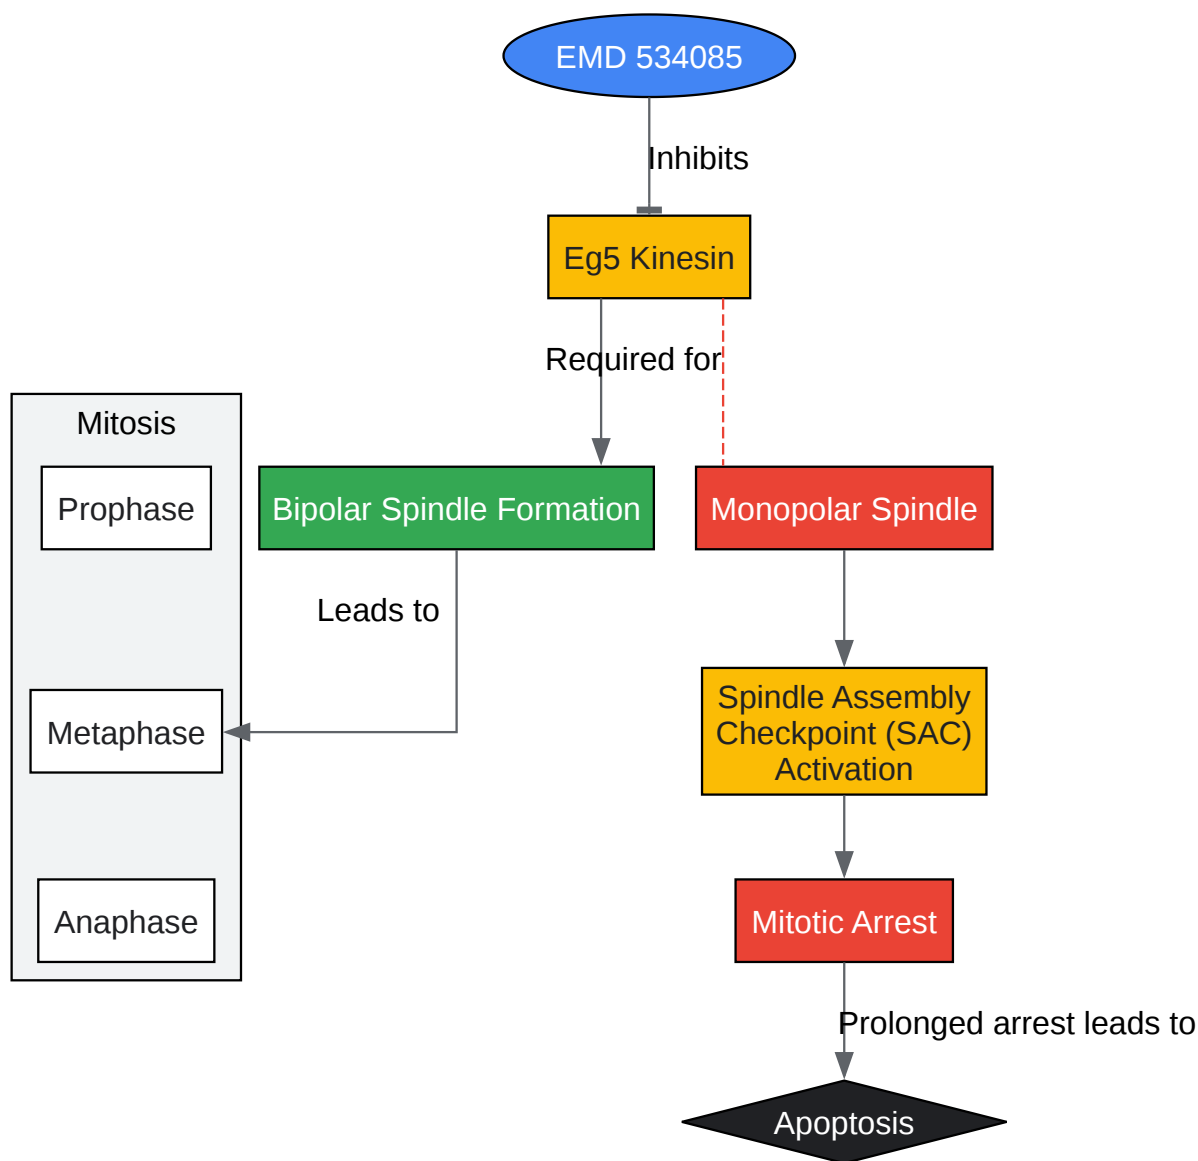 EMD 534085
Inhibits
Eg5 Kinesin
Required for
Mitosis
Prophase
Bipolar Spindle Formation
Monopolar Spindle
Leads to
Metaphase
Spindle Assembly
Checkpoint (SAC)
Activation
Anaphase
Mitotic Arrest
Prolonged arrest leads to
Apoptosis